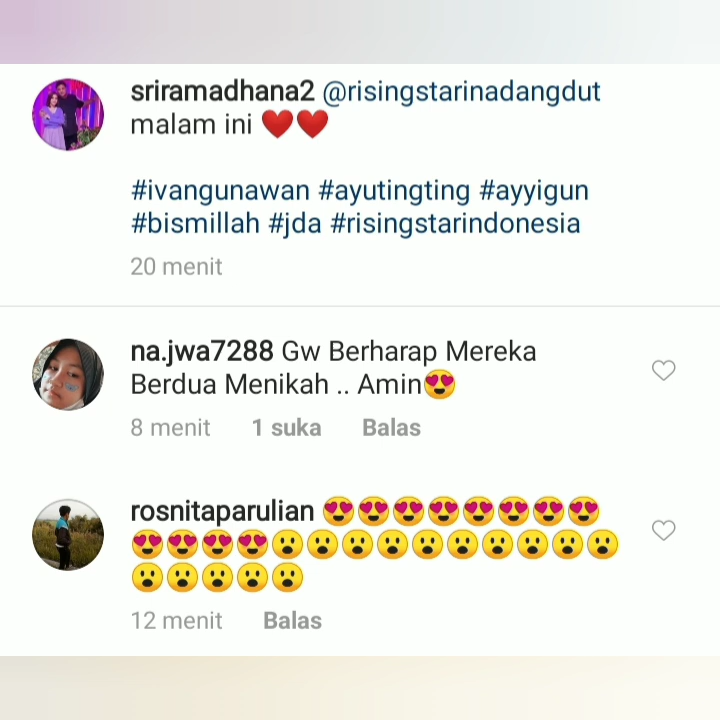 sriramadhana2 @risingstarinadangdut
malam ini ❤️❤️
#ivangunawan #ayutingting #ayyigun
#bismillah #jda #risingstarindonesia
20 menit
na.jwa7288 Gw Berharap Mereka
Berdua Menikah .. Amin😍
8 menit 1 suka Balas
rosnitaparulian 😍😍😍😍😍😍😍😍
😍😍😍😍😮😮😮😮😮😮😮😮😮😮
😮😮😮😮😮
12 menit Balas